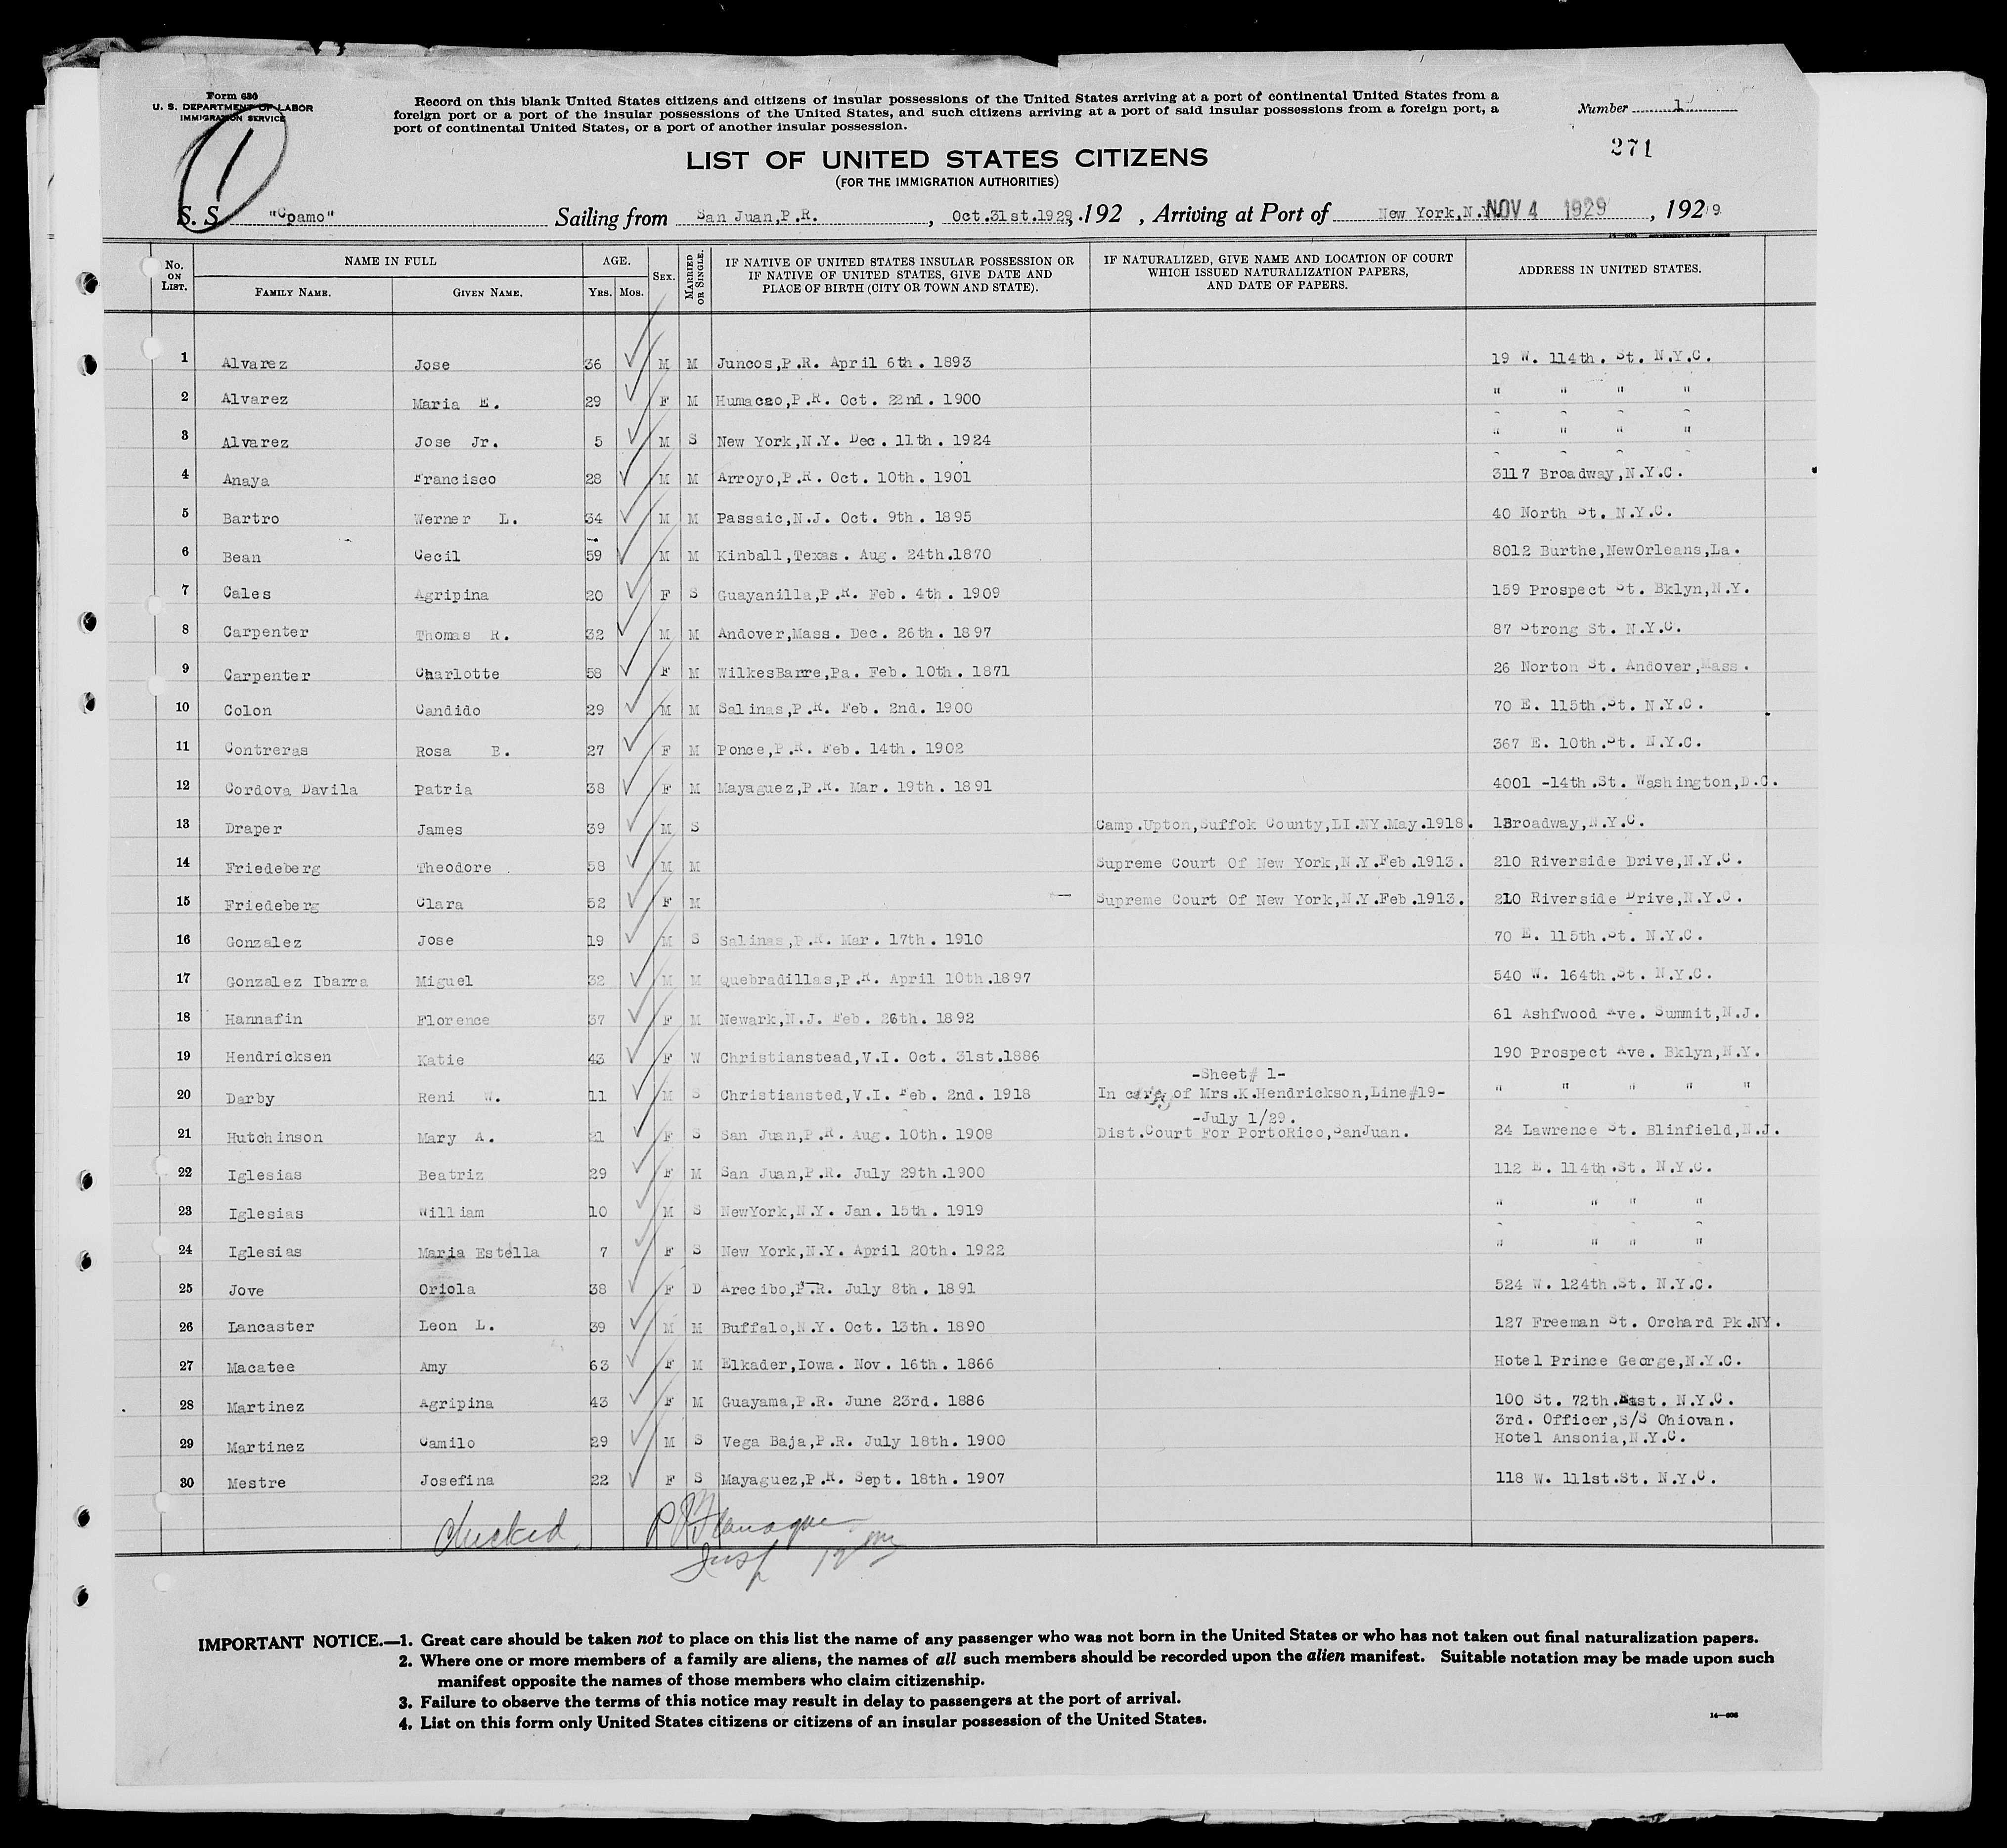 Form 630
U. S. DEPARTMENT OF LABOR
IMMIGRATION SERVICE
1
Record on this blank United States citizens and citizens of insular possessions of the United States arriving at a port of continental United States from a
foreign port or a port of the insular possessions of the United States, and such citizens arriving at a port of said insular possessions from a foreign port, a
port of continental United States, or a port of another insular possession.
Number 1
271
LIST OF UNITED STATES CITIZENS
(FOR THE IMMIGRATION AUTHORITIES)
S. S. "Coamo" Sailing from San Juan,P.R. , Oct.31st.1929, 192 , Arriving at Port of New York,N.Y. NOV 4 1929 , 1929
No. ON LIST. NAME IN FULL AGE. SEX. MARRIED OR SINGLE. IF NATIVE OF UNITED STATES INSULAR POSSESSION OR IF NATIVE OF UNITED STATES, GIVE DATE AND PLACE OF BIRTH (CITY OR TOWN AND STATE). IF NATURALIZED, GIVE NAME AND LOCATION OF COURT WHICH ISSUED NATURALIZATION PAPERS, AND DATE OF PAPERS. ADDRESS IN UNITED STATES.
FAMILY NAME. GIVEN NAME. YRS. MOS.
1 Alvarez Jose 36 M M Juncos,P.R. April 6th. 1893 19 W. 114th. St. N.Y.C.
2 Alvarez Maria E. 29 F M Humacao,P.R. Oct. 22nd. 1900 " " " "
3 Alvarez Jose Jr. 5 M S New York,N.Y. Dec. 11th. 1924 " " " "
4 Anaya Francisco 28 M M Arroyo,P.R. Oct. 10th. 1901 3117 Broadway,N.Y.C.
5 Bartro Werner L. 34 M M Passaic,N.J. Oct. 9th. 1895 40 North St. N.Y.C.
6 Bean Cecil 59 M M Kinball,Texas. Aug. 24th.1870 8012 Burthe,NewOrleans,La.
7 Cales Agripina 20 F S Guayanilla,P.R. Feb. 4th. 1909 159 Prospect St. Bklyn,N.Y.
8 Carpenter Thomas R. 32 M M Andover,Mass. Dec. 26th. 1897 87 Strong St. N.Y.C.
9 Carpenter Charlotte 58 F M WilkesBarre,Pa. Feb. 10th. 1871 26 Norton St. Andover,Mass.
10 Colon Candido 29 M M Salinas,P.R. Feb. 2nd. 1900 70 E. 115th.St. N.Y.C.
11 Contreras Rosa B. 27 F M Ponce,P.R. Feb. 14th. 1902 367 E. 10th.St. N.Y.C.
12 Cordova Davila Patria 38 F M Mayaguez,P.R. Mar. 19th. 1891 4001 -14th.St. Washington,D.C.
13 Draper James 39 M S Camp.Upton,Suffok County,LI.NY.May.1918. 1Broadway,N.Y.C.
14 Friedeberg Theodore 58 M M Supreme Court Of New York,N.Y.Feb.1913. 210 Riverside Drive,N.Y.C.
15 Friedeberg Clara 52 F M Supreme Court Of New York,N.Y.Feb.1913. 210 Riverside Drive,N.Y.C.
16 Gonzalez Jose 19 M S Salinas,P.R. Mar. 17th. 1910 70 E. 115th.St. N.Y.C.
17 Gonzalez Ibarra Miguel 32 M M Quebradillas,P.R. April 10th.1897 540 W. 164th.St. N.Y.C.
18 Hannafin Florence 37 F M Newark,N.J. Feb. 26th. 1892 61 Ashfwood Ave. Summit,N.J.
19 Hendricksen Katie 43 F W Christianstead,V.I. Oct. 31st.1886 190 Prospect Ave. Bklyn,N.Y.
-Sheet# 1-
20 Darby Reni W. 11 M S Christiansted,V.I. Feb. 2nd. 1918 In care of Mrs.K.Hendrickson,Line#19- " " " " "
-July 1/29.
21 Hutchinson Mary A. 21 F S San Juan,P.R. Aug. 10th. 1908 Dist.Court For PortoRico,SanJuan. 24 Lawrence St. Blinfield,N.J.
22 Iglesias Beatriz 29 F M San Juan,P.R. July 29th.1900 112 E. 114th.St. N.Y.C.
23 Iglesias William 10 M S NewYork,N.Y. Jan. 15th. 1919 " " " "
24 Iglesias Maria Estella 7 F S New York,N.Y. April 20th. 1922 " " " "
25 Jove Oriola 38 F D Arecibo,P.R. July 8th. 1891 524 W. 124th.St. N.Y.C.
26 Lancaster Leon L. 39 M M Buffalo,N.Y. Oct. 13th. 1890 127 Freeman St. Orchard Pk.NY.
27 Macatee Amy 63 F M Elkader,Iowa. Nov. 16th. 1866 Hotel Prince George,N.Y.C.
28 Martinez Agripina 43 F M Guayama,P.R. June 23rd. 1886 100 St. 72th.East. N.Y.C.
3rd. Officer,S/S Ohiovan.
29 Martinez Camilo 29 M S Vega Baja,P.R. July 18th. 1900 Hotel Ansonia,N.Y.C.
30 Mestre Josefina 22 F S Mayaguez,P.R. Sept. 18th. 1907 118 W. 111st.St. N.Y.C.
Checked
Insp
IMPORTANT NOTICE.—1. Great care should be taken not to place on this list the name of any passenger who was not born in the United States or who has not taken out final naturalization papers.
2. Where one or more members of a family are aliens, the names of all such members should be recorded upon the alien manifest. Suitable notation may be made upon such
manifest opposite the names of those members who claim citizenship.
3. Failure to observe the terms of this notice may result in delay to passengers at the port of arrival.
4. List on this form only United States citizens or citizens of an insular possession of the United States.
14—608